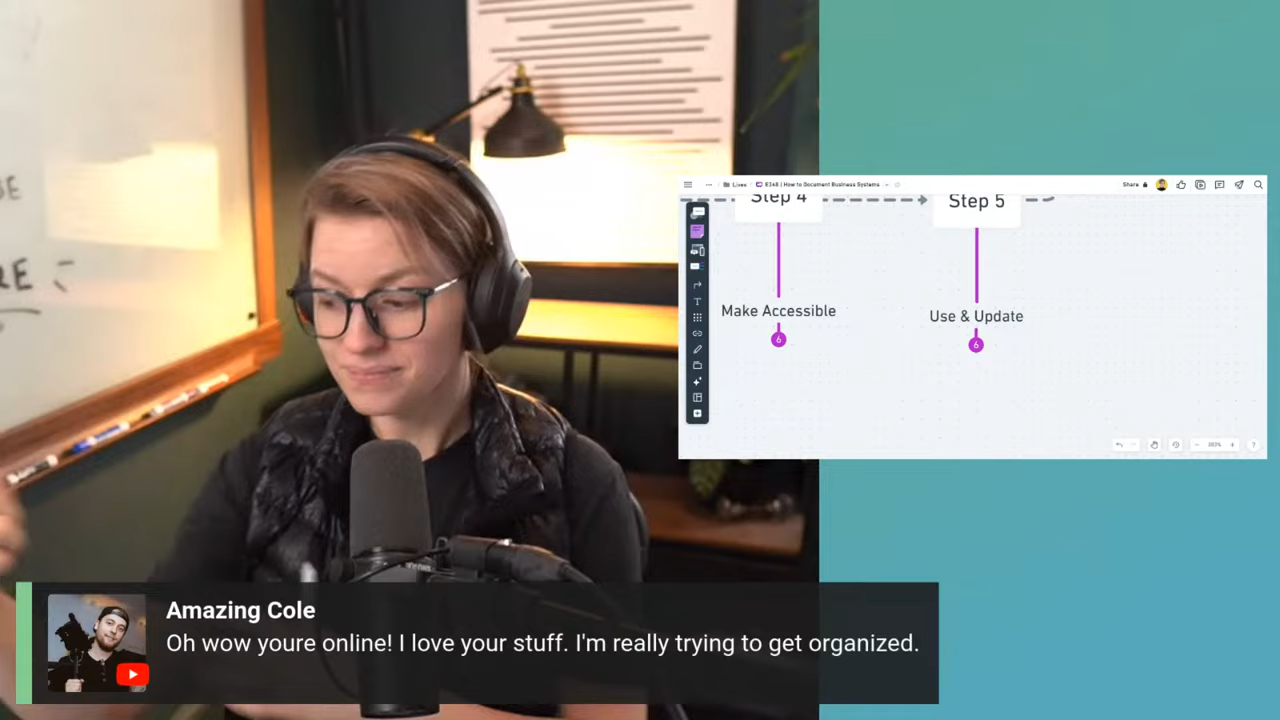 Lives / E348 | How to Document Business Systems
Share
Step 4
Step 5
Make Accessible
Use & Update
6
6
Amazing Cole
Oh wow youre online! I love your stuff. I'm really trying to get organized.